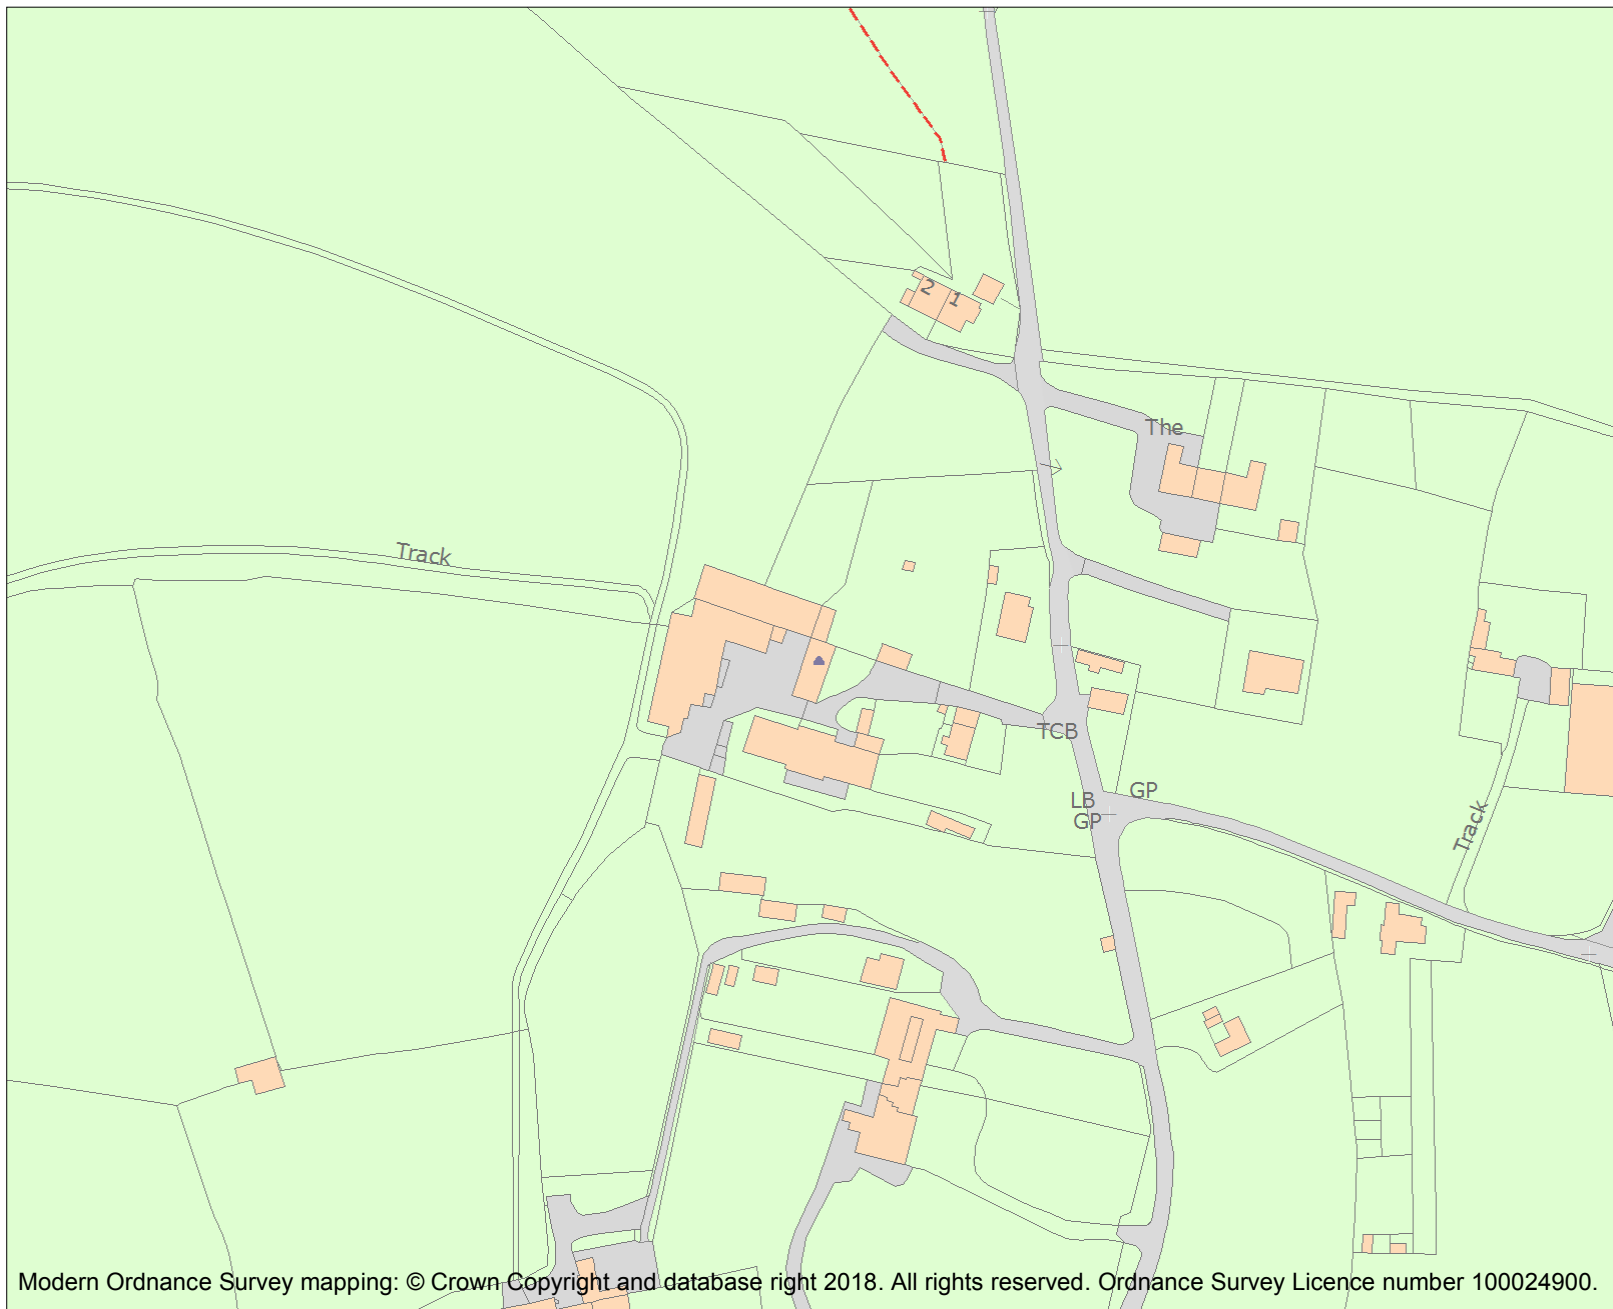 2
1
The
Track
TCB
GP
LB
GP
Track
Modern Ordnance Survey mapping: © Crown Copyright and database right 2018. All rights reserved. Ordnance Survey Licence number 100024900.